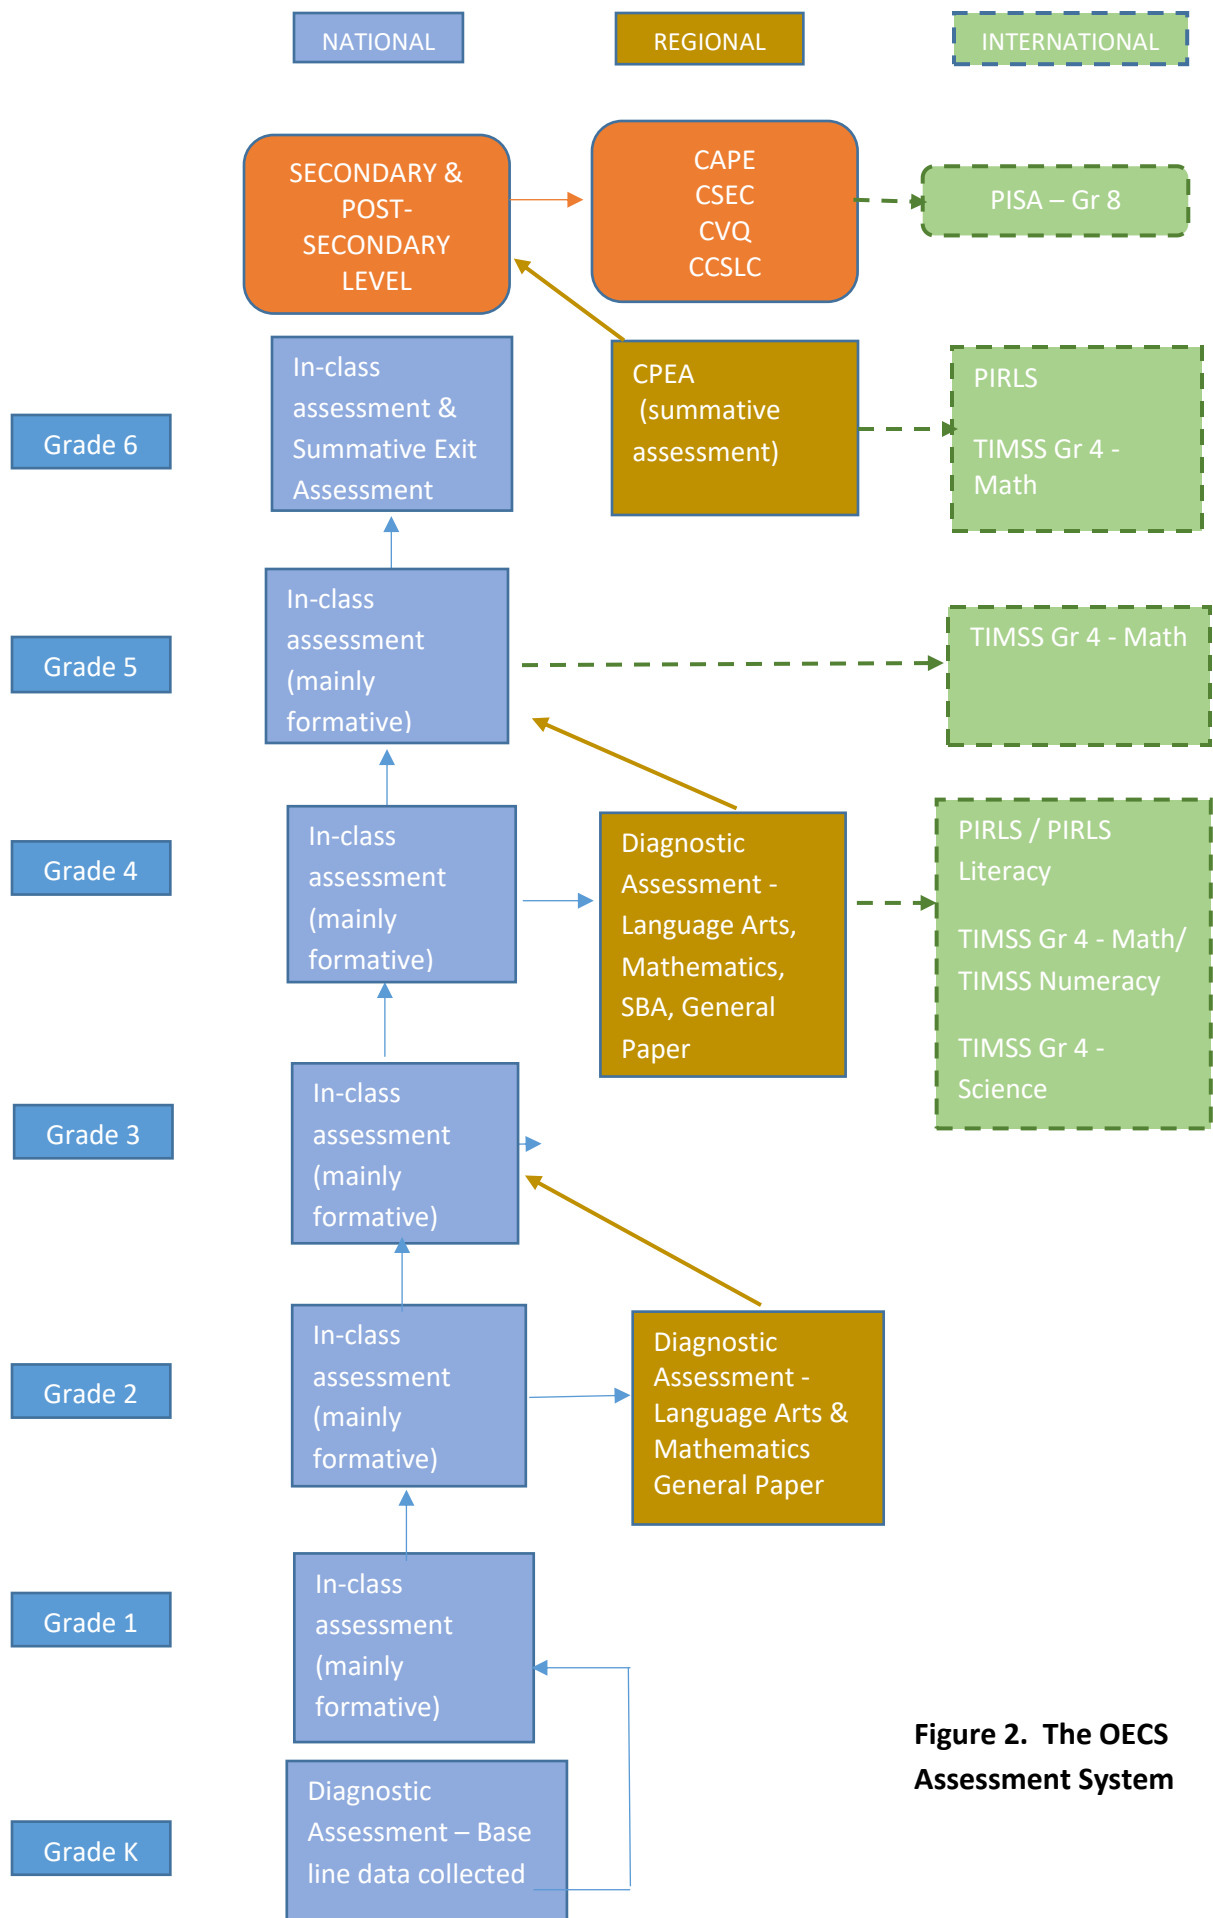 NATIONAL
REGIONAL
INTERNATIONAL
SECONDARY &
POST-
SECONDARY
LEVEL
CAPE
CSEC
CVQ
CCSLC
PISA – Gr 8
Grade 6
In-class
assessment &
Summative Exit
Assessment
CPEA
(summative
assessment)
PIRLS
TIMSS Gr 4 -
Math
Grade 5
In-class
assessment
(mainly
formative)
TIMSS Gr 4 - Math
Grade 4
In-class
assessment
(mainly
formative)
Diagnostic
Assessment -
Language Arts,
Mathematics,
SBA, General
Paper
PIRLS / PIRLS
Literacy
TIMSS Gr 4 - Math/
TIMSS Numeracy
TIMSS Gr 4 -
Science
Grade 3
In-class
assessment
(mainly
formative)
Grade 2
In-class
assessment
(mainly
formative)
Diagnostic
Assessment -
Language Arts &
Mathematics
General Paper
Grade 1
In-class
assessment
(mainly
formative)
Grade K
Diagnostic
Assessment – Base
line data collected
Figure 2. The OECS
Assessment System